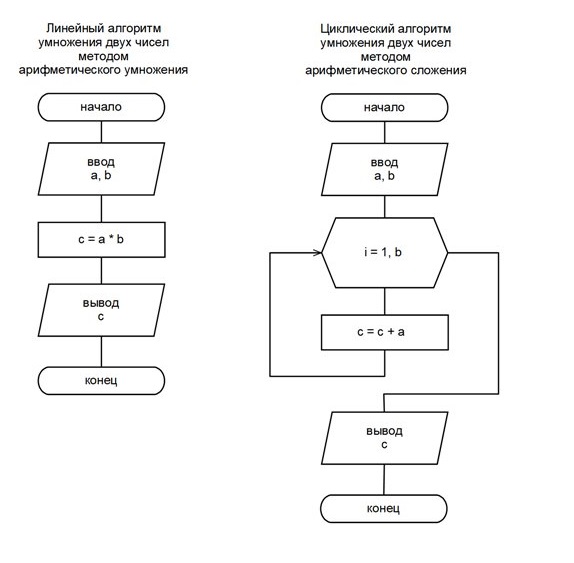 Линейный алгоритм
умножения двух чисел
методом
арифметического умножения
начало
ввод
a, b
c = a * b
вывод
c
конец
Циклический алгоритм
умножения двух чисел
методом
арифметического сложения
начало
ввод
a, b
i = 1, b
c = c + a
вывод
c
конец